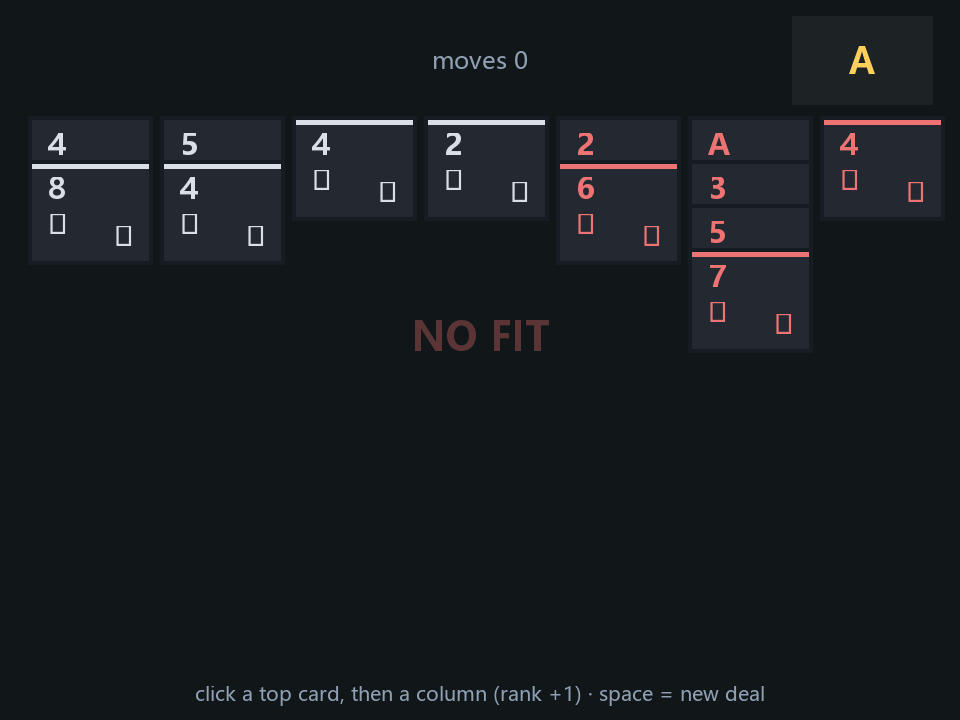 moves 0
A
4 5 4 2 2 A 4
8 4 6 3
5
7
NO FIT
click a top card, then a column (rank +1) · space = new deal